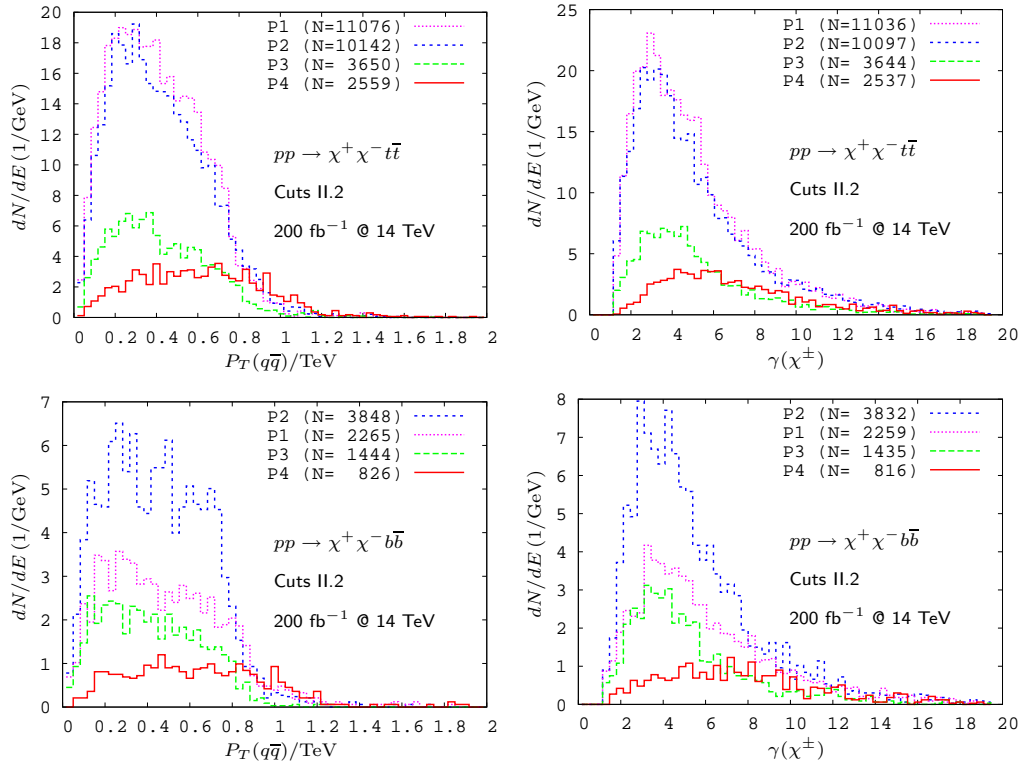 P1 (N=11076)
P2 (N=10142)
P3 (N= 3650)
P4 (N= 2559)
pp → χ⁺χ⁻tt̅
Cuts II.2
200 fb⁻¹ @ 14 TeV
dN/dE (1/GeV)
20
18
16
14
12
10
8
6
4
2
0
0 0.2 0.4 0.6 0.8 1 1.2 1.4 1.6 1.8 2
P_T(qq̅)/TeV
P1 (N=11036)
P2 (N=10097)
P3 (N= 3644)
P4 (N= 2537)
pp → χ⁺χ⁻tt̅
Cuts II.2
200 fb⁻¹ @ 14 TeV
dN/dE (1/GeV)
25
20
15
10
5
0
0 2 4 6 8 10 12 14 16 18 20
γ(χ±)
P2 (N= 3848)
P1 (N= 2265)
P3 (N= 1444)
P4 (N= 826)
pp → χ⁺χ⁻bb̅
Cuts II.2
200 fb⁻¹ @ 14 TeV
dN/dE (1/GeV)
7
6
5
4
3
2
1
0
0 0.2 0.4 0.6 0.8 1 1.2 1.4 1.6 1.8 2
P_T(qq̅)/TeV
P2 (N= 3832)
P1 (N= 2259)
P3 (N= 1435)
P4 (N= 816)
pp → χ⁺χ⁻bb̅
Cuts II.2
200 fb⁻¹ @ 14 TeV
dN/dE (1/GeV)
8
7
6
5
4
3
2
1
0
0 2 4 6 8 10 12 14 16 18 20
γ(χ±)